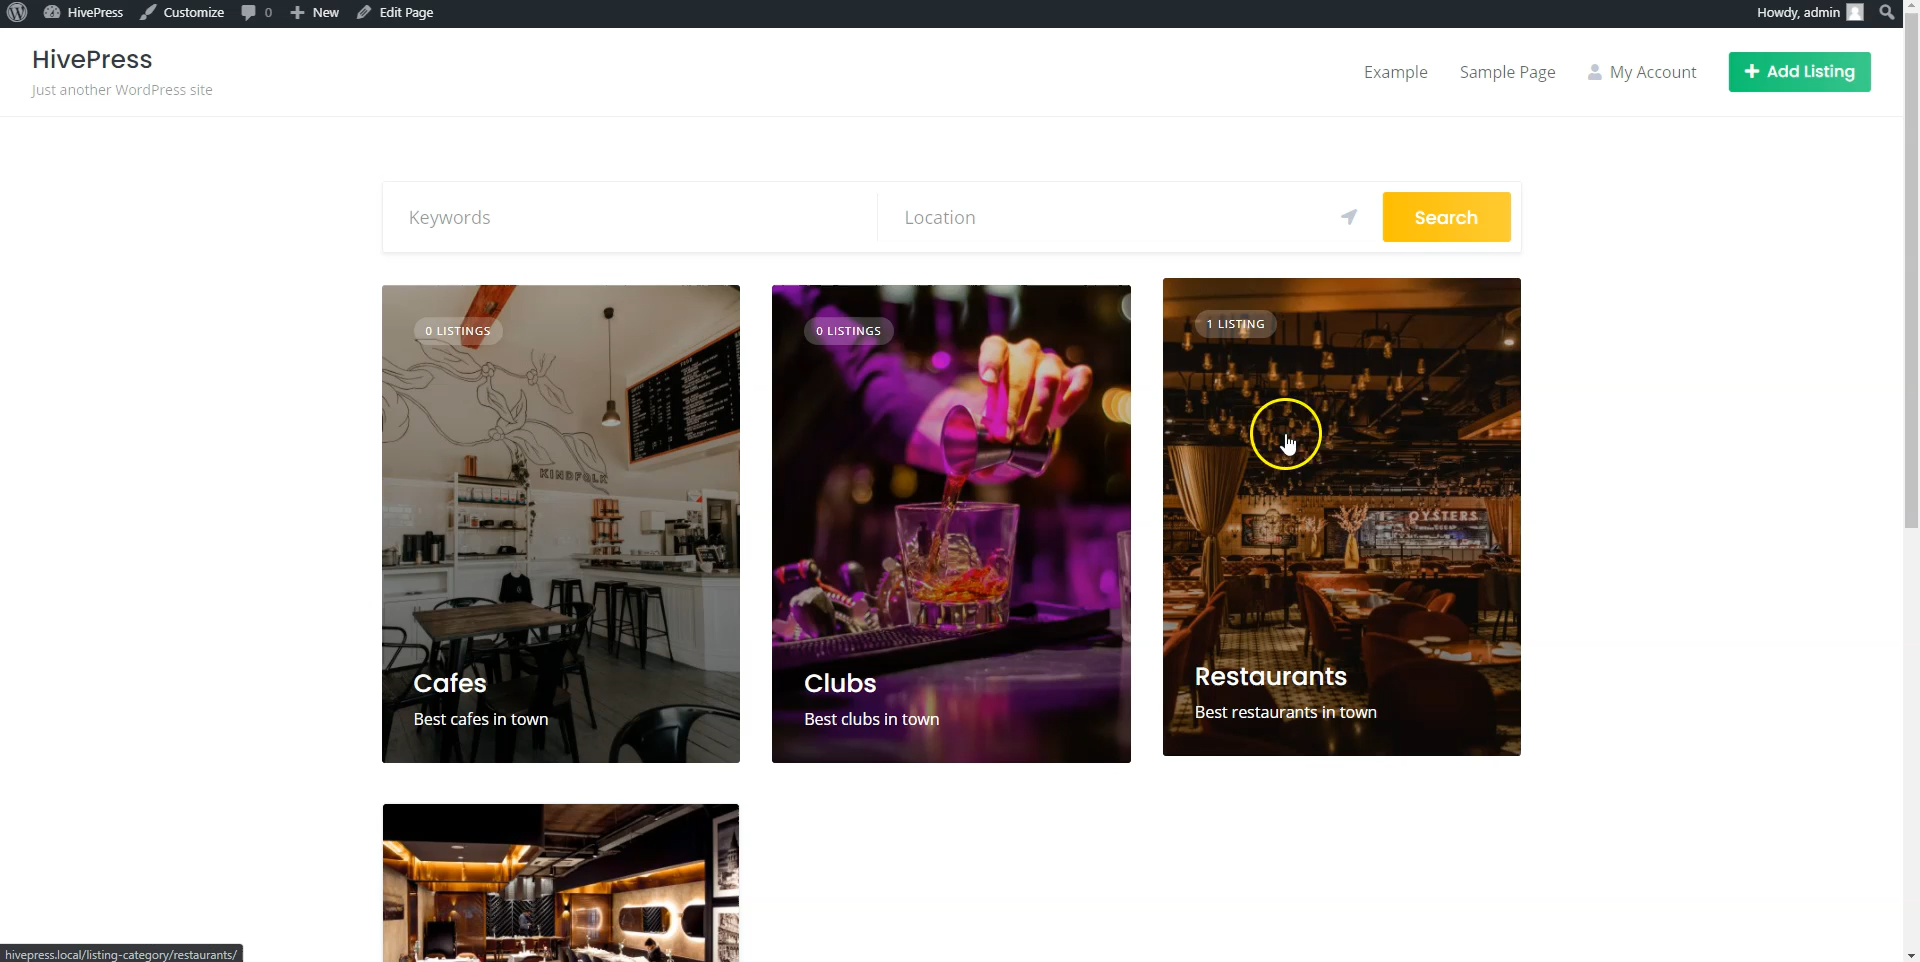 HivePress
Customize
0
New
Edit Page
Howdy, admin
HivePress
Just another WordPress site
Example
Sample Page
My Account
Add Listing
Keywords
Location
Search
0 LISTINGS
0 LISTINGS
1 LISTING
KINDFOLK
OYSTERS
Cafes
Best cafes in town
Clubs
Best clubs in town
Restaurants
Best restaurants in town
hivepress.local/listing-category/restaurants/